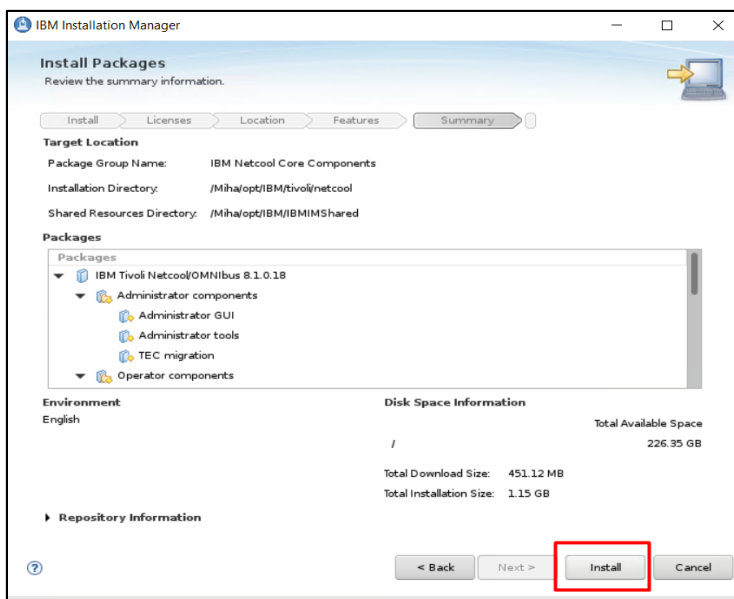 IBM Installation Manager
Install Packages
Review the summary information.
Install Licenses Location Features Summary
Target Location
Package Group Name: IBM Netcool Core Components
Installation Directory: /Miha/opt/IBM/tivoli/netcool
Shared Resources Directory: /Miha/opt/IBM/IBMIMShared
Packages
Packages
IBM Tivoli Netcool/OMNIbus 8.1.0.18
Administrator components
Administrator GUI
Administrator tools
TEC migration
Operator components
Environment Disk Space Information
English
Total Available Space
/ 226.35 GB
Total Download Size: 451.12 MB
Total Installation Size: 1.15 GB
Repository Information
? < Back Next > Install Cancel